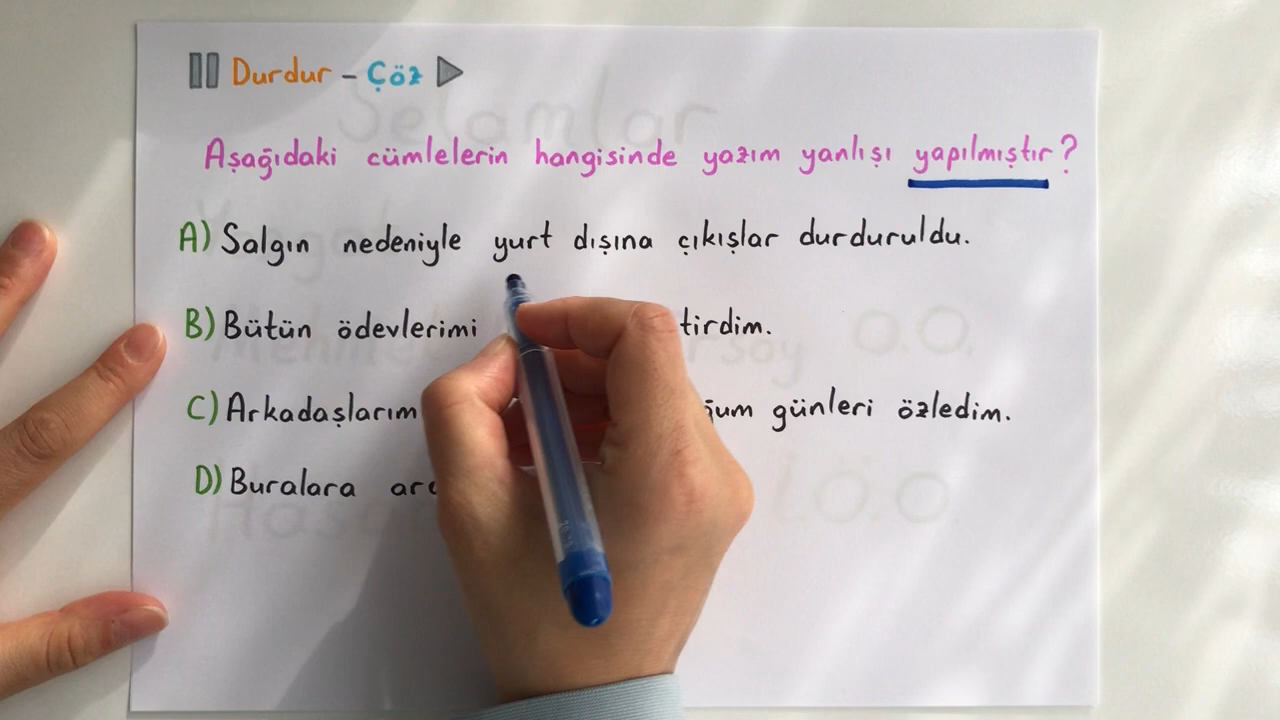 Durdur - Çöz
Aşağıdaki cümlelerin hangisinde yazım yanlışı yapılmıştır?
A) Salgın nedeniyle yurt dışına çıkışlar durduruldu.
B) Bütün ödevlerimi tirdim.
C) Arkadaşlarım günleri özledim.
D) Buralara
Selamlar